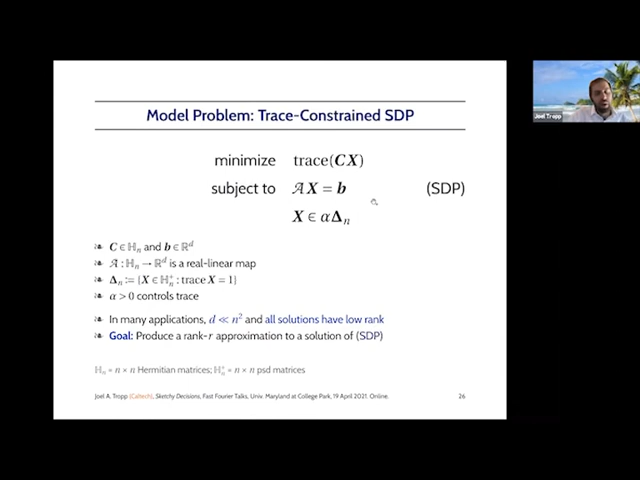 Model Problem: Trace-Constrained SDP
minimize trace(CX)
subject to 𝒜X = b (SDP)
X ∈ αΔₙ
C ∈ ℍₙ and b ∈ ℝᵈ
𝒜 : ℍₙ → ℝᵈ is a real-linear map
Δₙ := {X ∈ ℍₙ⁺ : trace X = 1}
α > 0 controls trace
In many applications, d ≪ n² and all solutions have low rank
Goal: Produce a rank-r approximation to a solution of (SDP)
ℍₙ = n × n Hermitian matrices; ℍₙ⁺ = n × n psd matrices
Joel A. Tropp (Caltech), Sketchy Decisions, Fast Fourier Talks, Univ. Maryland at College Park, 19 April 2021. Online. 26
Joel Tropp